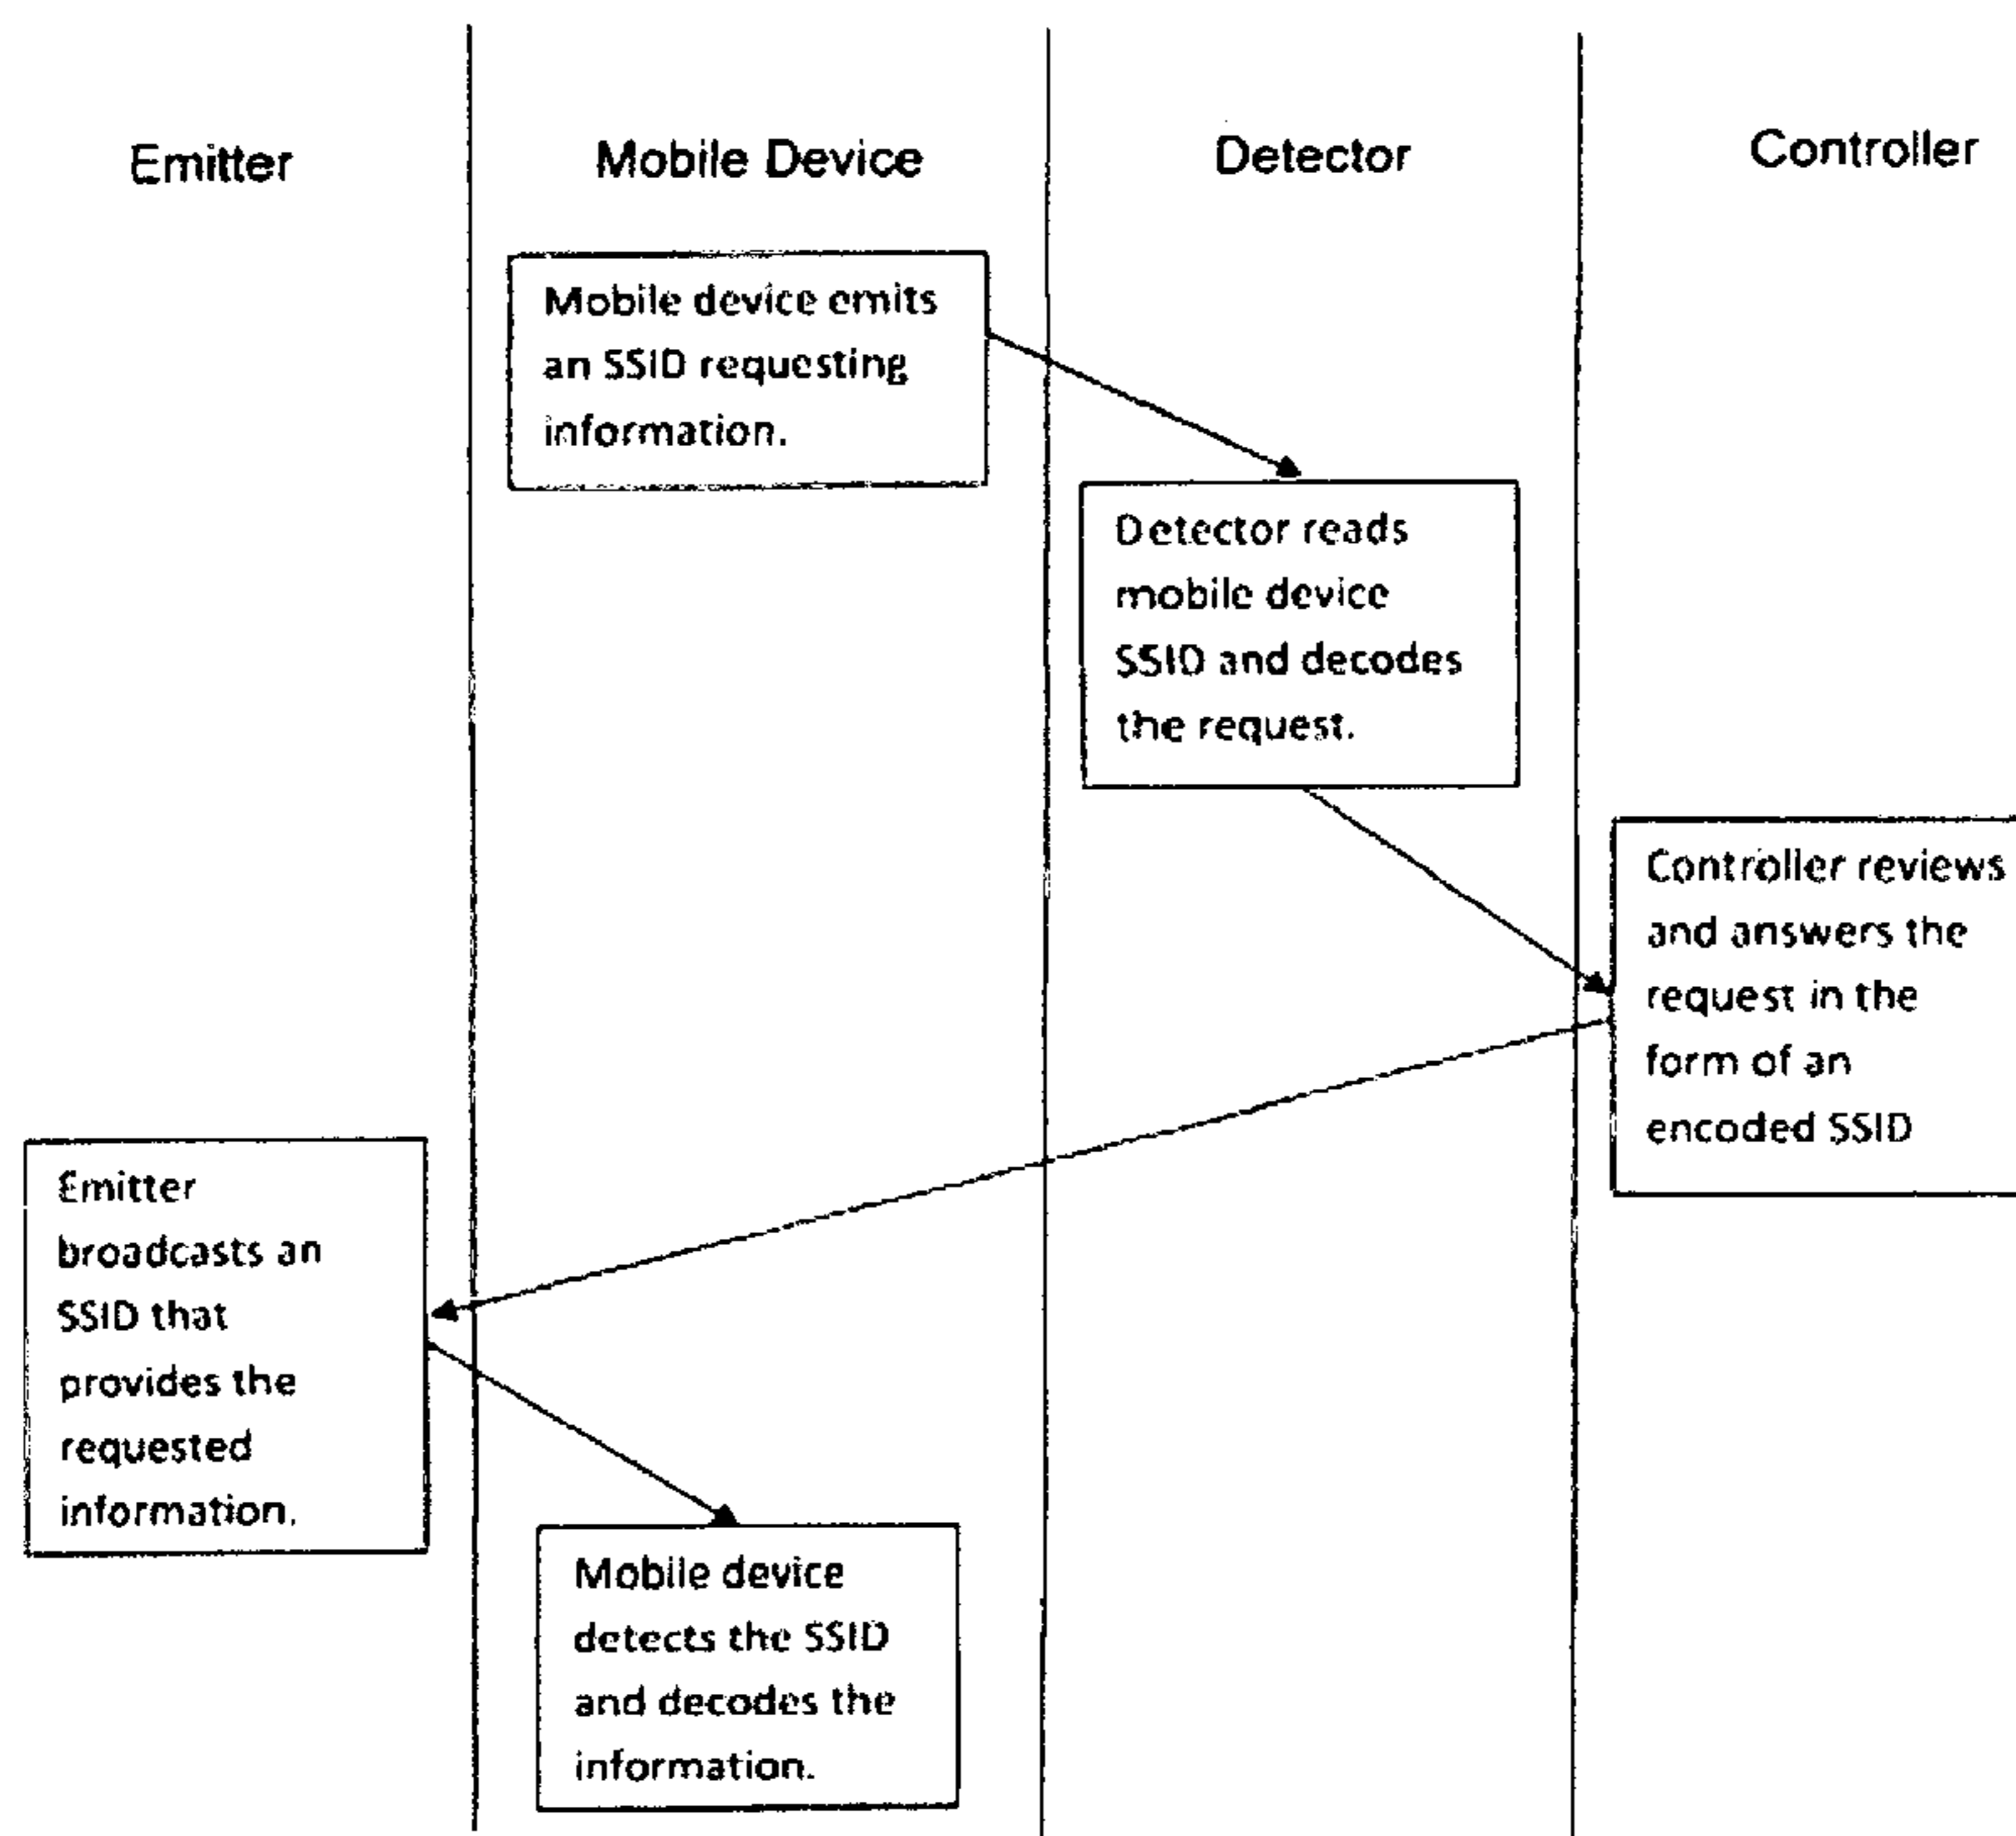 Emitter
Mobile Device
Detector
Controller
Mobile device emits
an SSID requesting
information.
Detector reads
mobile device
SSID and decodes
the request.
Controller reviews
and answers the
request in the
form of an
encoded SSID
Emitter
broadcasts an
SSID that
provides the
requested
information.
Mobile device
detects the SSID
and decodes the
information.